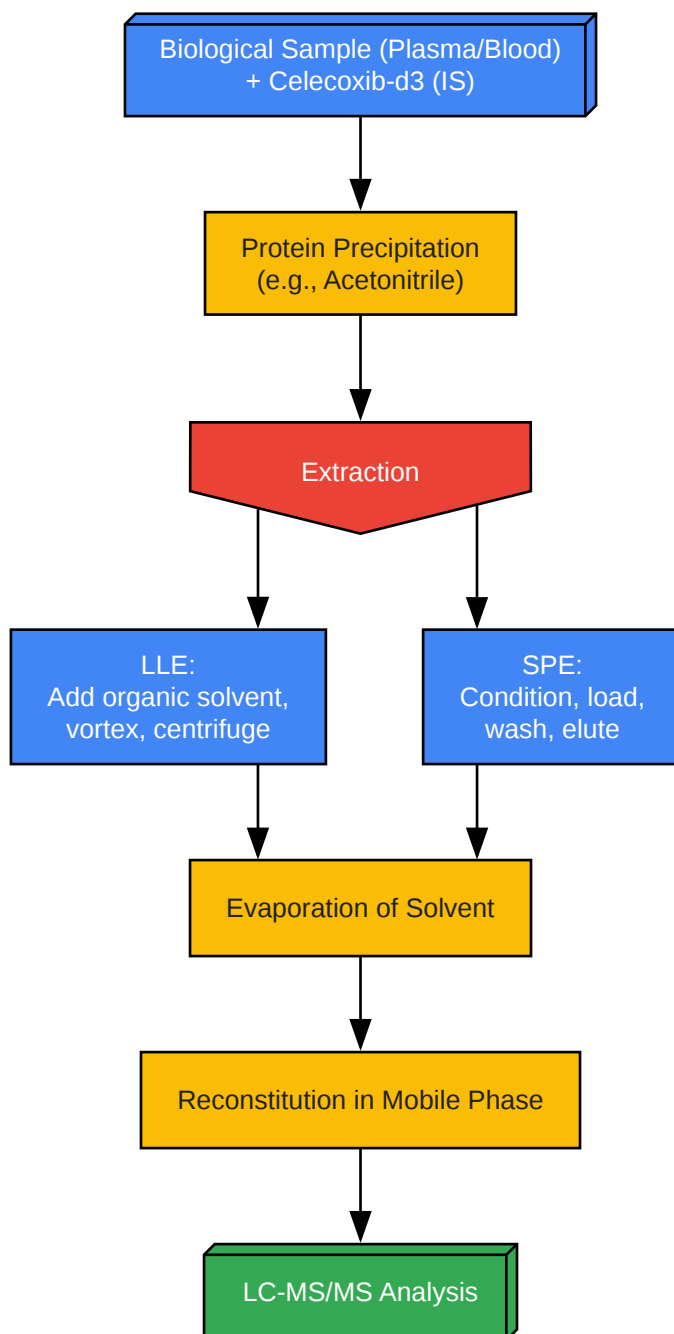 Biological Sample (Plasma/Blood)
+ Celecoxib-d3 (IS)
Protein Precipitation
(e.g., Acetonitrile)
Extraction
LLE:
Add organic solvent,
vortex, centrifuge
SPE:
Condition, load,
wash, elute
Evaporation of Solvent
Reconstitution in Mobile Phase
LC-MS/MS Analysis